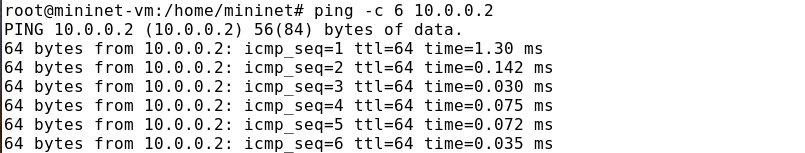 root@mininet-vm:/home/mininet# ping -c 6 10.0.0.2
PING 10.0.0.2 (10.0.0.2) 56(84) bytes of data.
64 bytes from 10.0.0.2: icmp_seq=1 ttl=64 time=1.30 ms
64 bytes from 10.0.0.2: icmp_seq=2 ttl=64 time=0.142 ms
64 bytes from 10.0.0.2: icmp_seq=3 ttl=64 time=0.030 ms
64 bytes from 10.0.0.2: icmp_seq=4 ttl=64 time=0.075 ms
64 bytes from 10.0.0.2: icmp_seq=5 ttl=64 time=0.072 ms
64 bytes from 10.0.0.2: icmp_seq=6 ttl=64 time=0.035 ms